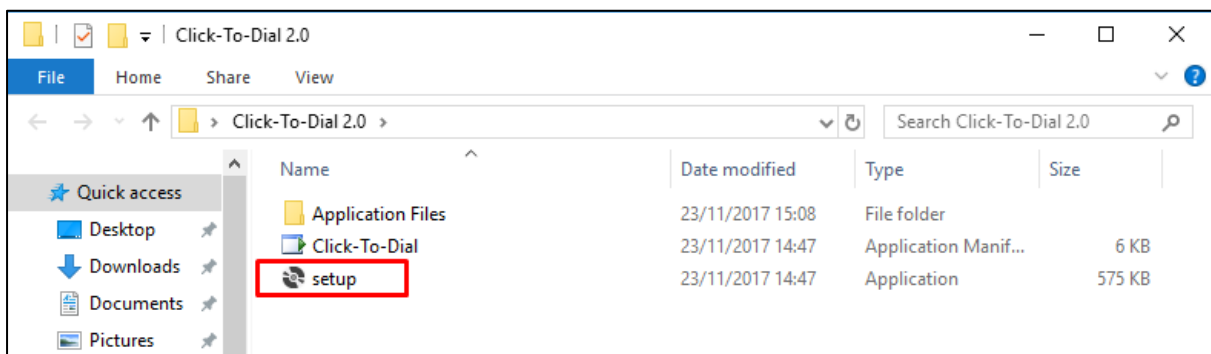 Click-To-Dial 2.0
File Home Share View
Click-To-Dial 2.0 Search Click-To-Dial 2.0
Name Date modified Type Size
Quick access
Application Files 23/11/2017 15:08 File folder
Desktop
Click-To-Dial 23/11/2017 14:47 Application Manif... 6 KB
Downloads
setup 23/11/2017 14:47 Application 575 KB
Documents
Pictures